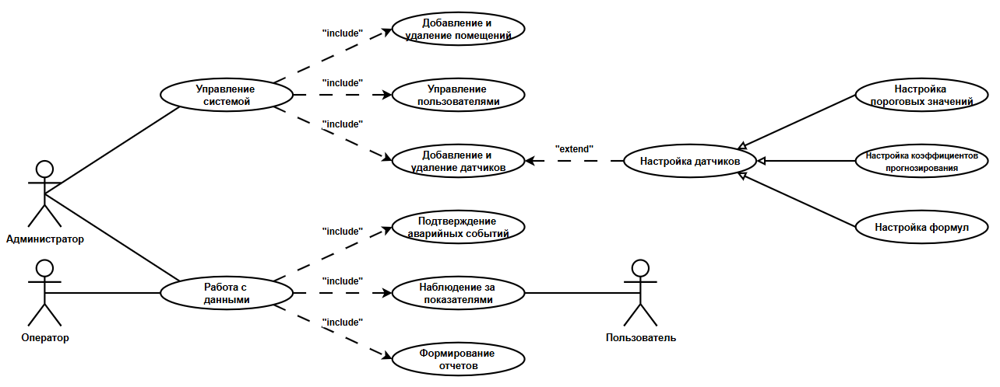 Добавление и
удаление помещений
"include"
Управление
системой
"include"
Управление
пользователями
Настройка
пороговых значений
"include"
Добавление и
удаление датчиков
"extend"
Настройка датчиков
Настройка коэффициентов
прогнозирования
Администратор
"include"
Подтверждение
аварийных событий
Настройка формул
Оператор
Работа с
данными
"include"
Наблюдение за
показателями
Пользователь
"include"
Формирование
отчетов